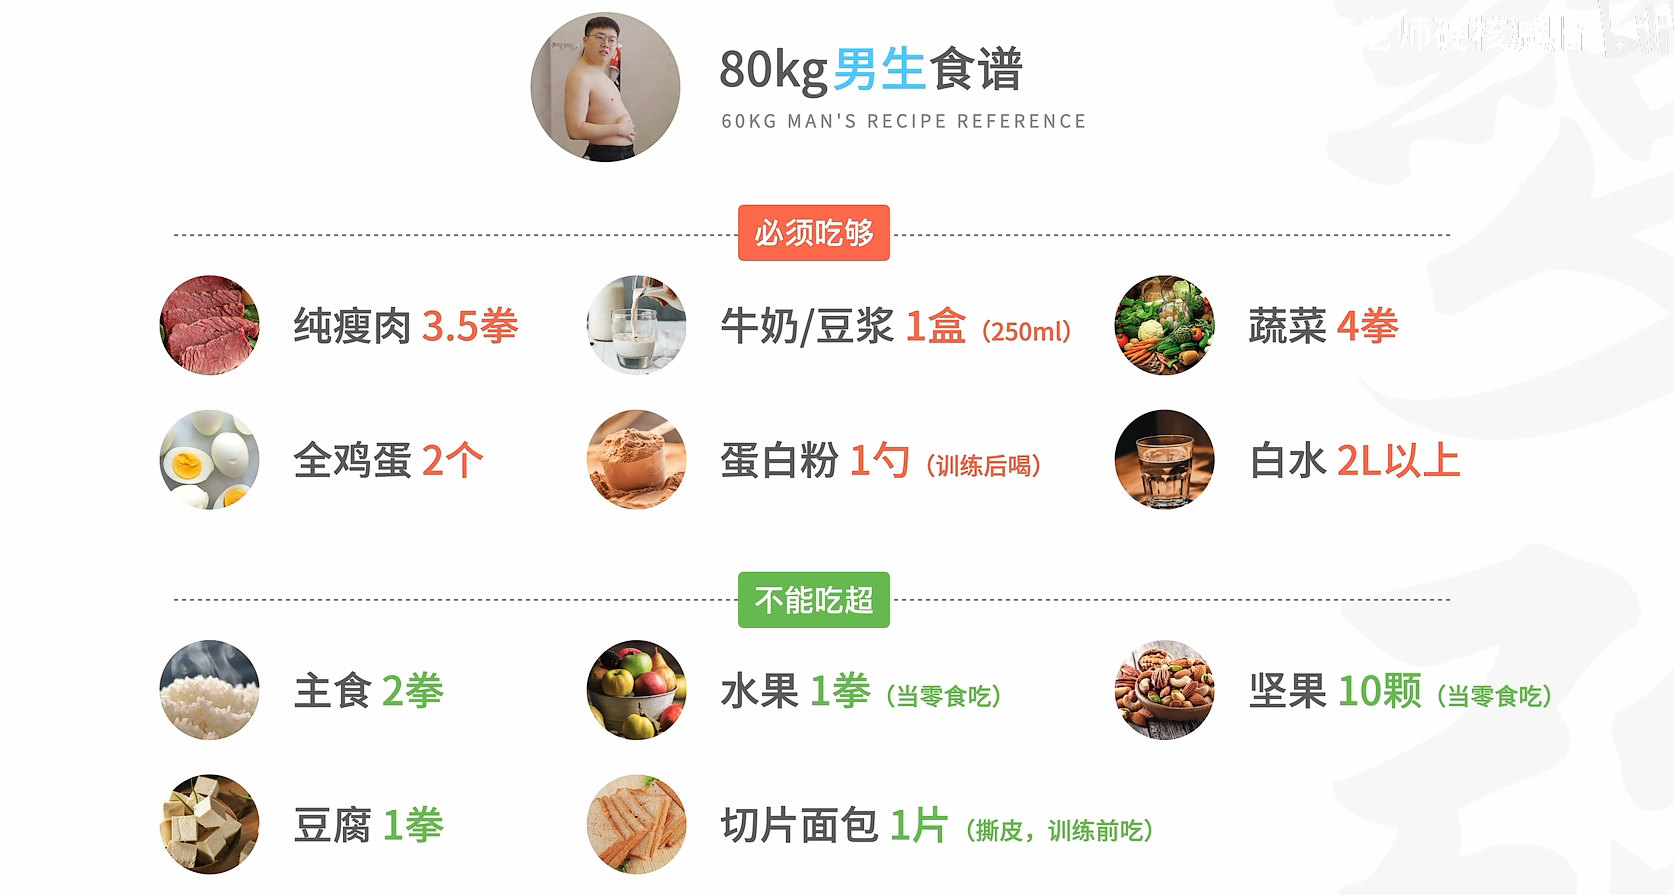 80kg男生食谱
60KG MAN'S RECIPE REFERENCE
必须吃够
纯瘦肉 3.5拳
牛奶/豆浆 1盒（250ml）
蔬菜 4拳
全鸡蛋 2个
蛋白粉 1勺（训练后喝）
白水 2L以上
不能吃超
主食 2拳
水果 1拳（当零食吃）
坚果 10颗（当零食吃）
豆腐 1拳
切片面包 1片（撕皮，训练前吃）